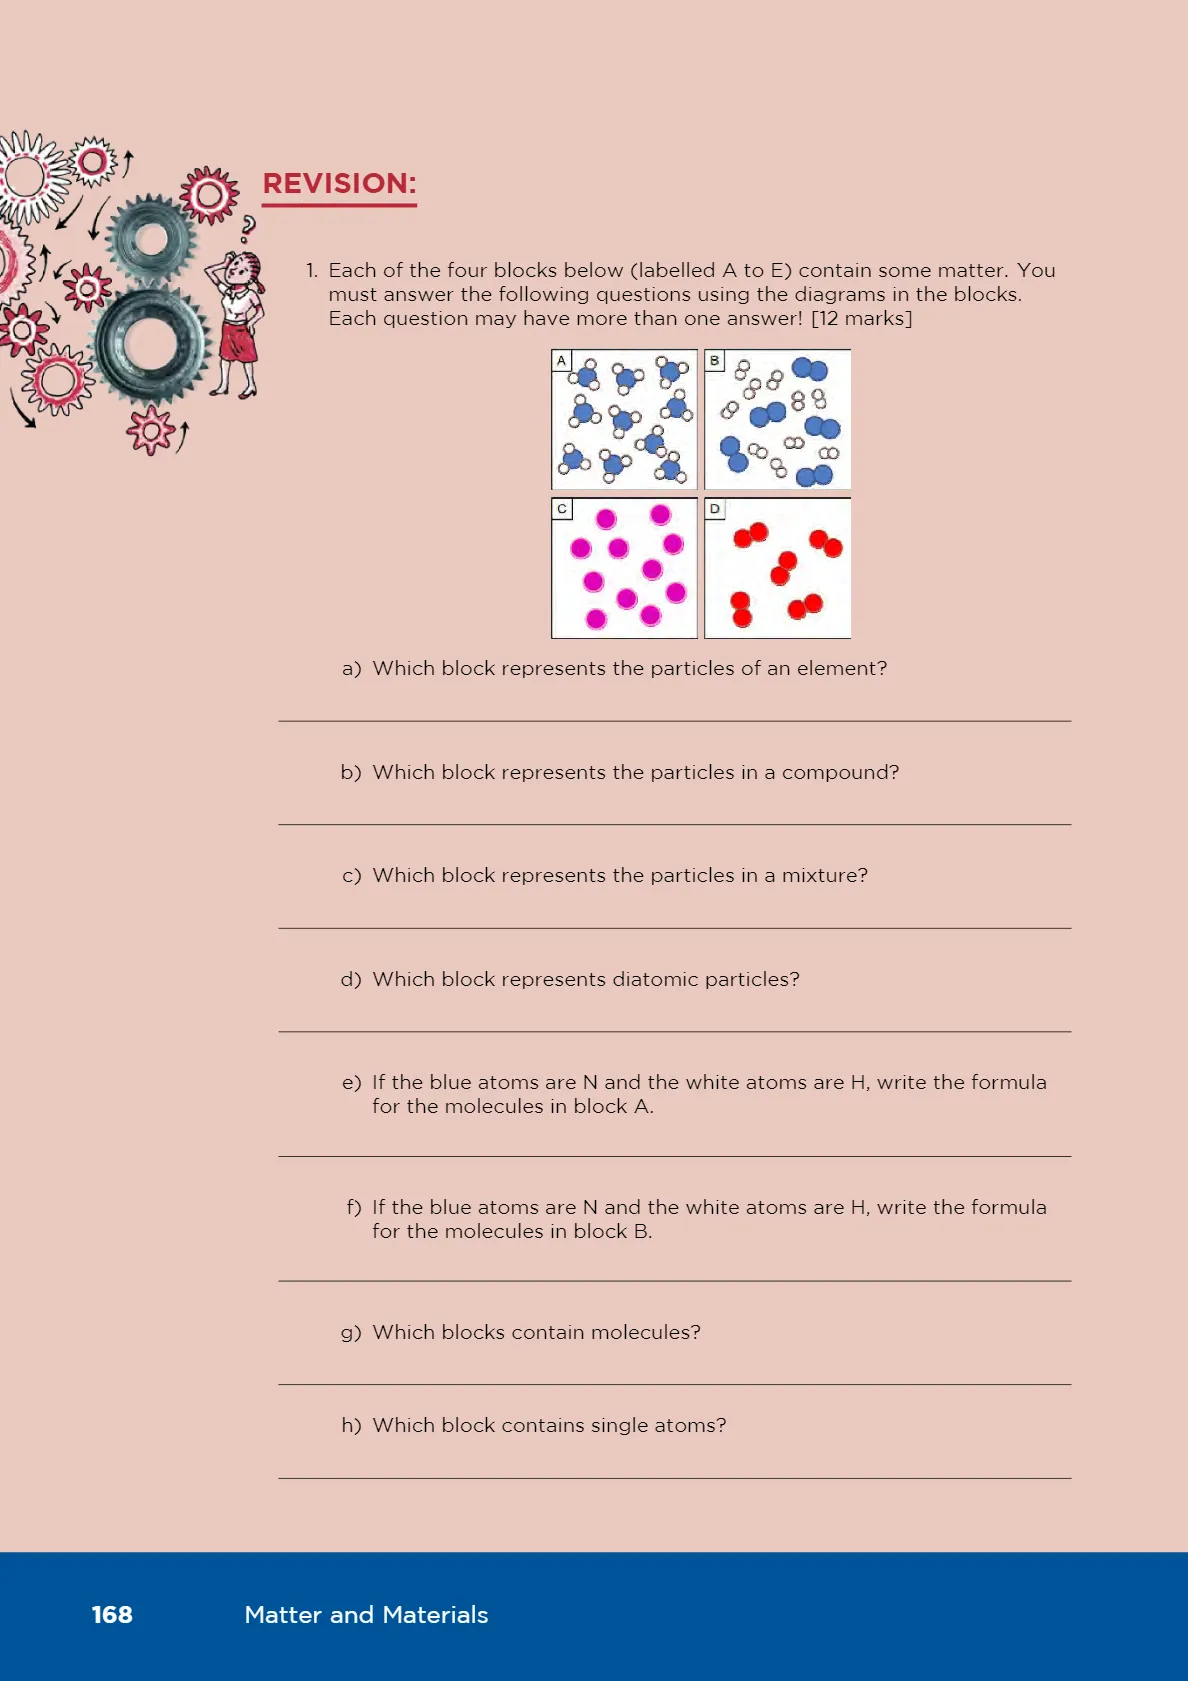 REVISION:
1. Each of the four blocks below (labelled A to E) contain some matter. You
must answer the following questions using the diagrams in the blocks.
Each question may have more than one answer! [12 marks]
A
B
C
D
a) Which block represents the particles of an element?
b) Which block represents the particles in a compound?
c) Which block represents the particles in a mixture?
d) Which block represents diatomic particles?
e) If the blue atoms are N and the white atoms are H, write the formula
for the molecules in block A.
f) If the blue atoms are N and the white atoms are H, write the formula
for the molecules in block B.
g) Which blocks contain molecules?
h) Which block contains single atoms?
168 Matter and Materials